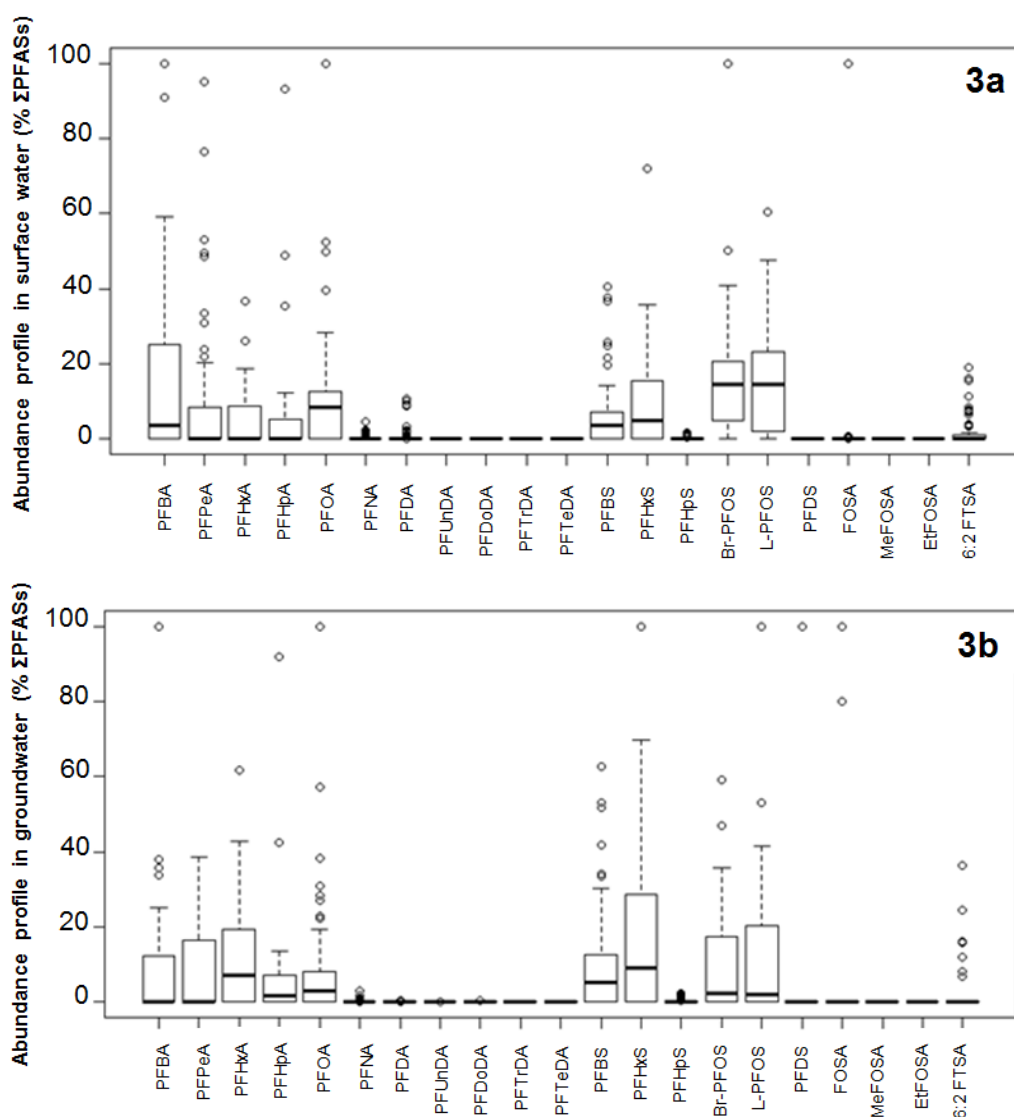 3a
Abundance profile in surface water (% ΣPFASs)
100
80
60
40
20
0
PFBA
PFPeA
PFHxA
PFHpA
PFOA
PFNA
PFDA
PFUnDA
PFDoDA
PFTrDA
PFTeDA
PFBS
PFHxS
PFHpS
Br-PFOS
L-PFOS
PFDS
FOSA
MeFOSA
EtFOSA
6:2 FTSA
3b
Abundance profile in groundwater (% ΣPFASs)
100
80
60
40
20
0
PFBA
PFPeA
PFHxA
PFHpA
PFOA
PFNA
PFDA
PFUnDA
PFDoDA
PFTrDA
PFTeDA
PFBS
PFHxS
PFHpS
Br-PFOS
L-PFOS
PFDS
FOSA
MeFOSA
EtFOSA
6:2 FTSA